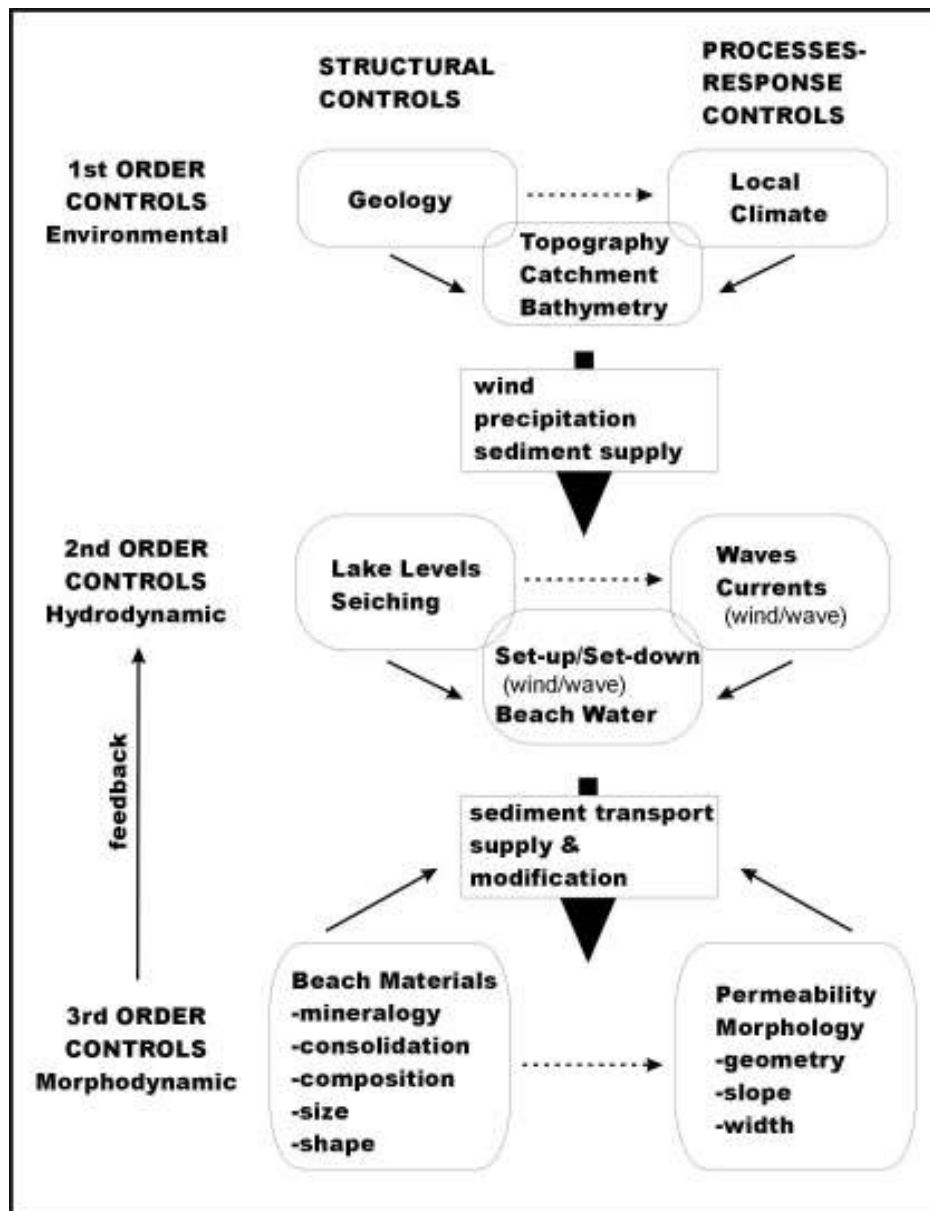 STRUCTURAL
CONTROLS
PROCESSES-
RESPONSE
CONTROLS
1st ORDER
CONTROLS
Environmental
Geology
Local
Climate
Topography
Catchment
Bathymetry
wind
precipitation
sediment supply
2nd ORDER
CONTROLS
Hydrodynamic
Lake Levels
Seiching
Waves
Currents
(wind/wave)
Set-up/Set-down
(wind/wave)
Beach Water
feedback
sediment transport
supply &
modification
3rd ORDER
CONTROLS
Morphodynamic
Beach Materials
-mineralogy
-consolidation
-composition
-size
-shape
Permeability
Morphology
-geometry
-slope
-width